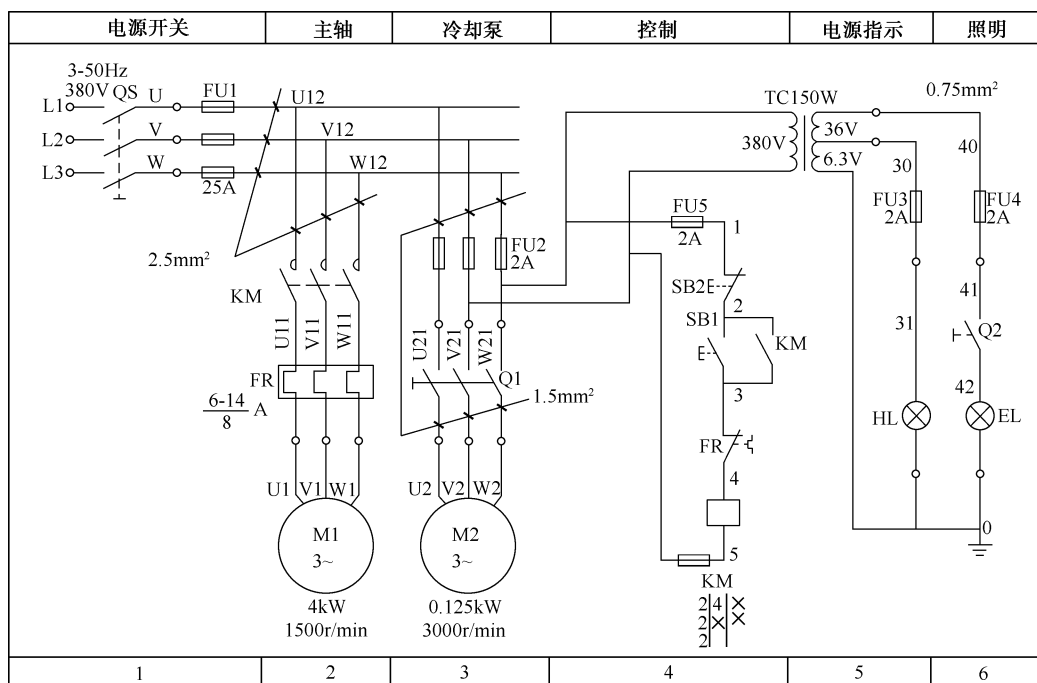 电源开关 主轴 冷却泵 控制 电源指示 照明
3-50Hz
380V QS
L1 U FU1 U12
L2 V V12
L3 W W12
25A
2.5mm²
KM
U11 V11 W11
FR
6-14
8
A
U1 V1 W1
M1
3~
4kW
1500r/min
FU2
2A
U21 V21 W21
Q1
1.5mm²
U2 V2 W2
M2
3~
0.125kW
3000r/min
FU5
2A
1
SB2
2
SB1
KM
3
FR
4
5
KM
2 4
2
2
TC150W
380V
36V
6.3V
0.75mm²
30
40
FU3
2A
FU4
2A
31
41
Q2
42
HL
EL
0
1 2 3 4 5 6